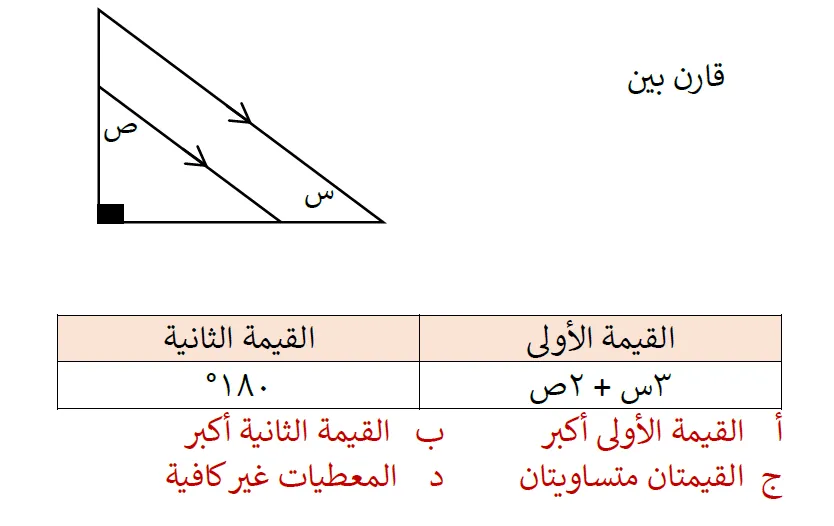 قارن بين
ص
س
القيمة الأولى القيمة الثانية
٣س + ٢ص ١٨٠°
أ القيمة الأولى أكبر ب القيمة الثانية أكبر
ج القيمتان متساويتان د المعطيات غير كافية